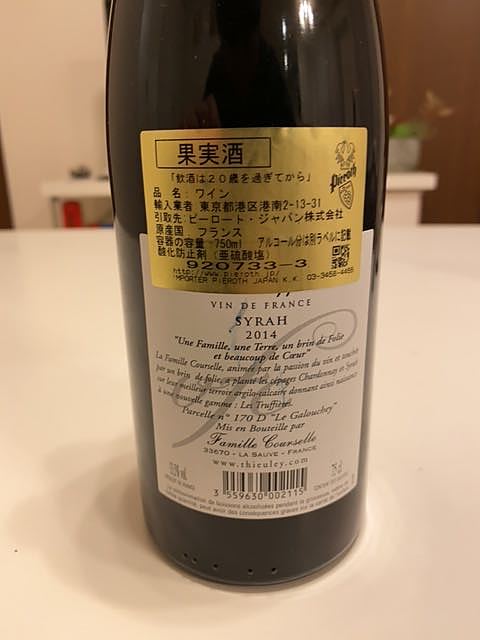 果実酒
「飲酒は20歳を過ぎてから」
Pieroth
品 名: ワイン
輸入業者 東京都港区港南2-13-31
引取先: ピーロート・ジャパン株式会社
原産国 フランス
容器の容量 750ml アルコール分は別ラベルに記載
酸化防止剤 (亜硫酸塩)
920733-3
http://www.pieroth.jp/
IMPORTER PIEROTH JAPAN K.K. 03-3458-4455
VIN DE FRANCE
SYRAH
2014
"Une Famille, une Terre, un brin de Folie
et beaucoup de Cœur"
La Famille Courselle, animée par la passion du vin et touchée
par un brin de folie, a planté les cépages Chardonnay et Syrah
sur leur meilleur terroir argilo-calcaire donnant ainsi naissance
à une nouvelle gamme : Les Truffières.
Parcelle n° 170 D "Le Galouchey"
Mis en Bouteille par
Famille Courselle
33670 - LA SAUVE - FRANCE
www.thieuley.com
75 cl
3 559630 002115